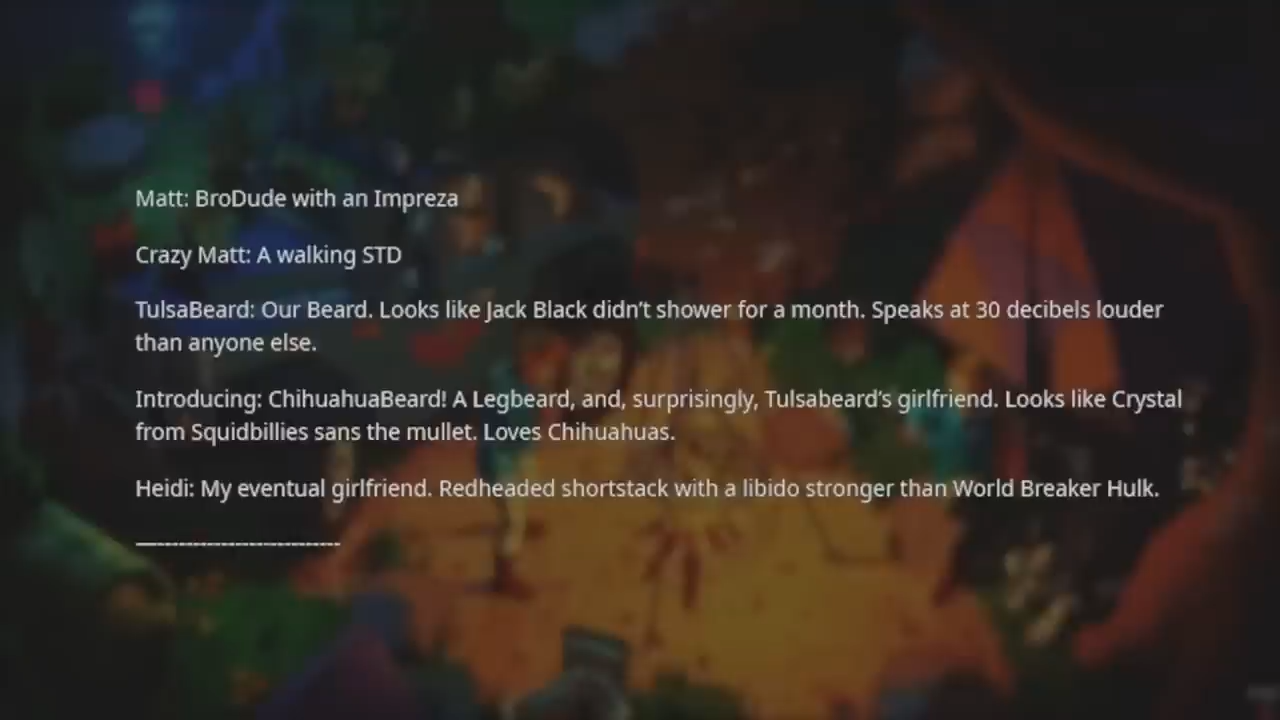 Matt: BroDude with an Impreza
Crazy Matt: A walking STD
TulsaBeard: Our Beard. Looks like Jack Black didn’t shower for a month. Speaks at 30 decibels louder
than anyone else.
Introducing: ChihuahuaBeard! A Legbeard, and, surprisingly, Tulsabeard’s girlfriend. Looks like Crystal
from Squidbillies sans the mullet. Loves Chihuahuas.
Heidi: My eventual girlfriend. Redheaded shortstack with a libido stronger than World Breaker Hulk.
—--------------------------